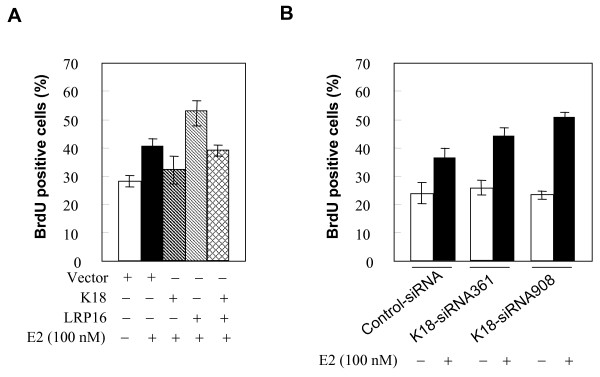 A
BrdU positive cells (%)
70
60
50
40
30
20
10
0
Vector + + – – –
K18 – – + – +
LRP16 – – – + +
E2 (100 nM) – + + + +
B
BrdU positive cells (%)
70
60
50
40
30
20
10
0
Control-siRNA
K18-siRNA361
K18-siRNA908
E2 (100 nM) – + – + – +